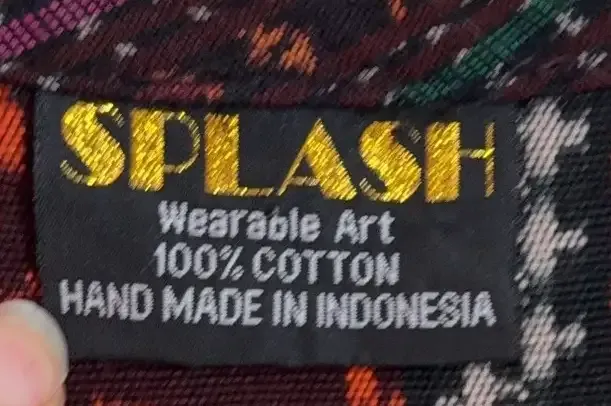 SPLASH
Wearable Art
100% COTTON
HAND MADE IN INDONESIA